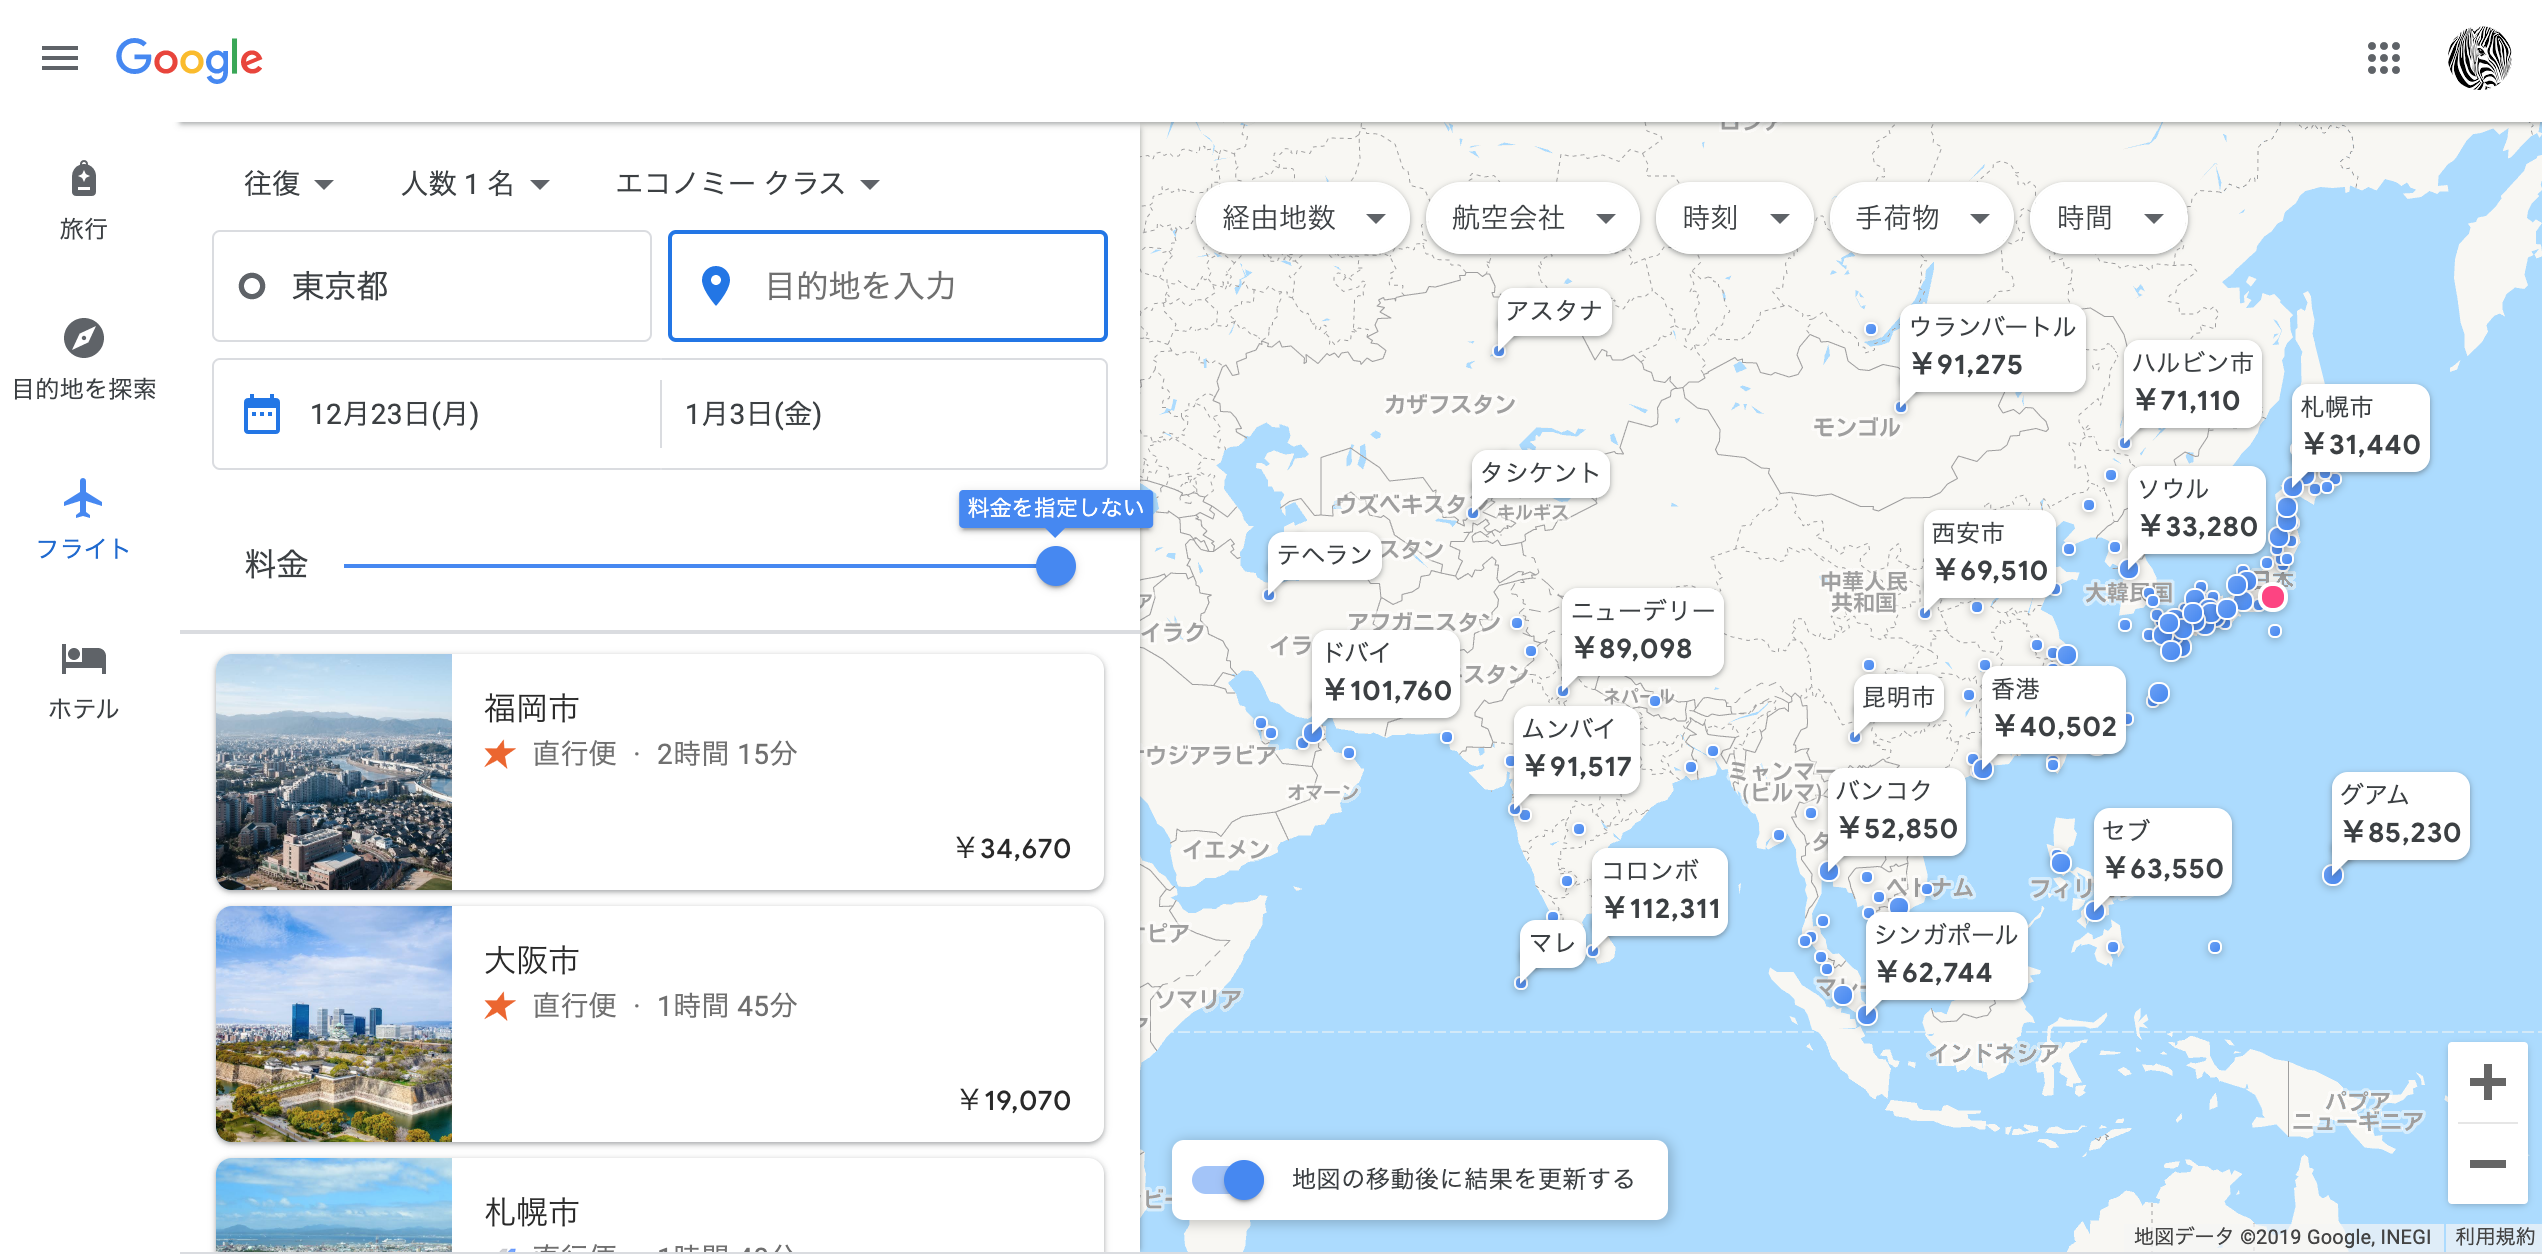 Google
旅行
目的地を探索
フライト
ホテル
往復
人数 1 名
エコノミー クラス
東京都
目的地を入力
12月23日(月)
1月3日(金)
料金を指定しない
料金
福岡市
直行便 · 2時間 15分
￥34,670
大阪市
直行便 · 1時間 45分
￥19,070
札幌市
経由地数
航空会社
時刻
手荷物
時間
アスタナ
ウランバートル
￥91,275
ハルビン市
￥71,110
札幌市
￥31,440
カザフスタン
モンゴル
タシケント
ウズベキスタ
キルギス
ソウル
￥33,280
西安市
￥69,510
テヘラン
スタン
中華人民
共和国
大韓民国
日本
アフガニスタン
イラク
イラ
ニューデリー
￥89,098
ドバイ
￥101,760
スタン
ネパール
昆明市
香港
￥40,502
ムンバイ
￥91,517
ウジアラビア
オマーン
ミャンマー
(ビルマ)
バンコク
￥52,850
タ
グアム
￥85,230
セブ
￥63,550
イエメン
コロンボ
￥112,311
ベトナム
フィリ
マレ
ピア
シンガポール
￥62,744
マレー
ソマリア
インドネシア
パプア
ニューギニア
地図の移動後に結果を更新する
地図データ ©2019 Google, INEGI
利用規約